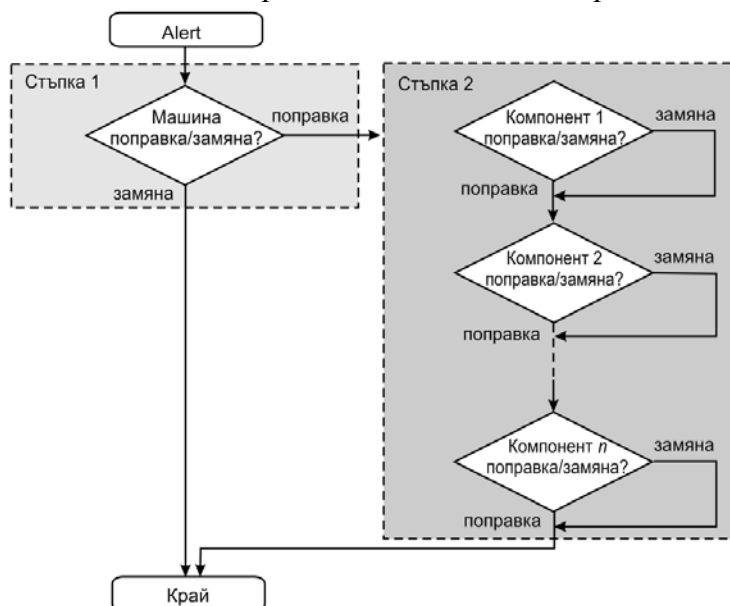 Alert
Стъпка 1
Машина
поправка/замяна?
поправка
замяна
Стъпка 2
Компонент 1
поправка/замяна?
замяна
поправка
Компонент 2
поправка/замяна?
замяна
поправка
Компонент n
поправка/замяна?
замяна
поправка
Край